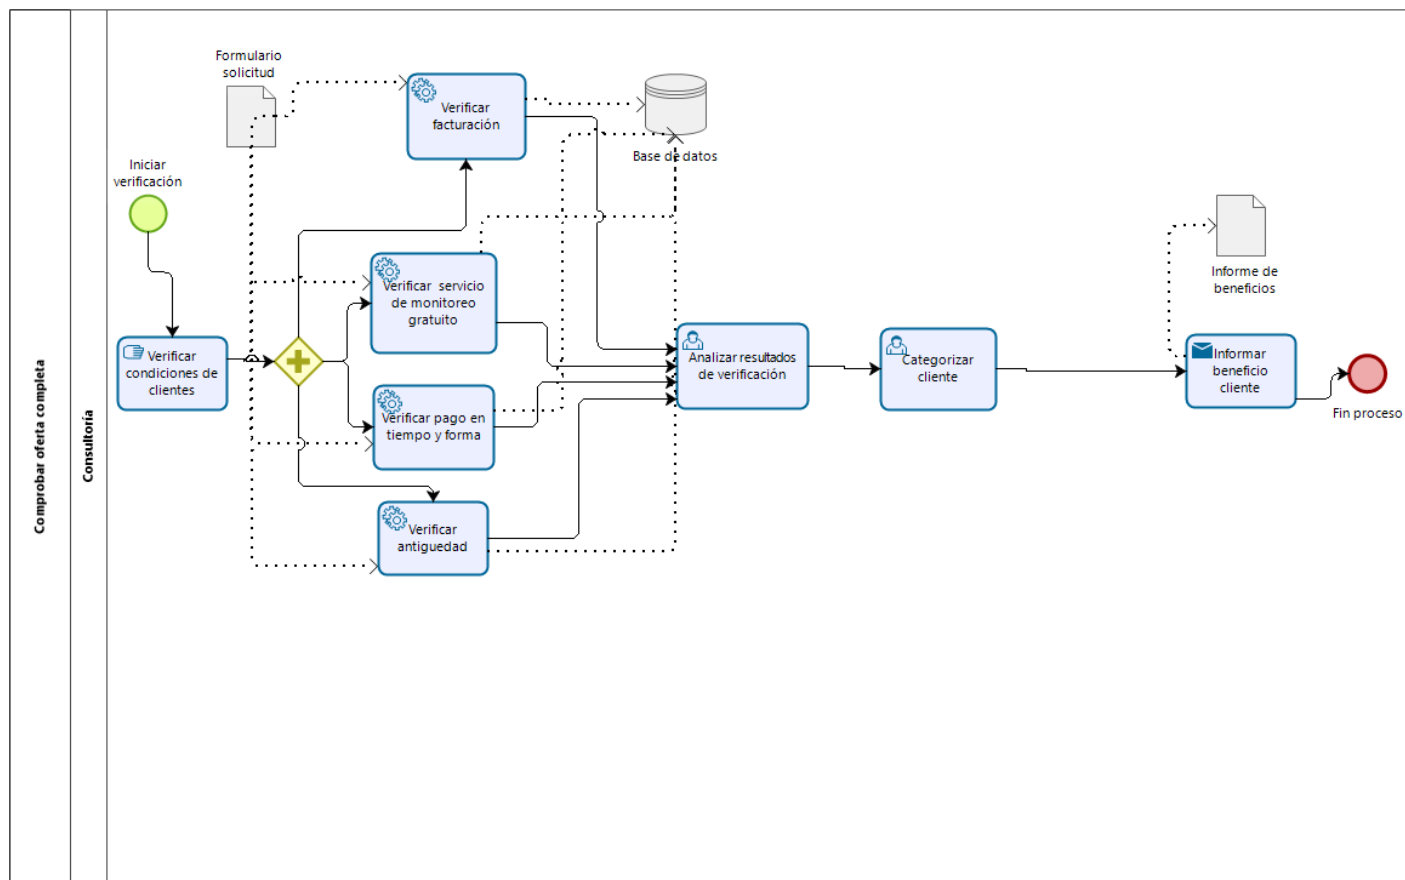 Comprobar oferta completa
Consultoría
Formulario
solicitud
Iniciar
verificación
Verificar
facturación
Base de datos
Verificar servicio
de monitoreo
gratuito
Verificar
condiciones de
clientes
Verificar pago en
tiempo y forma
Verificar
antiguedad
Analizar resultados
de verificación
Categorizar
cliente
Informe de
beneficios
Informar
beneficio
cliente
Fin proceso